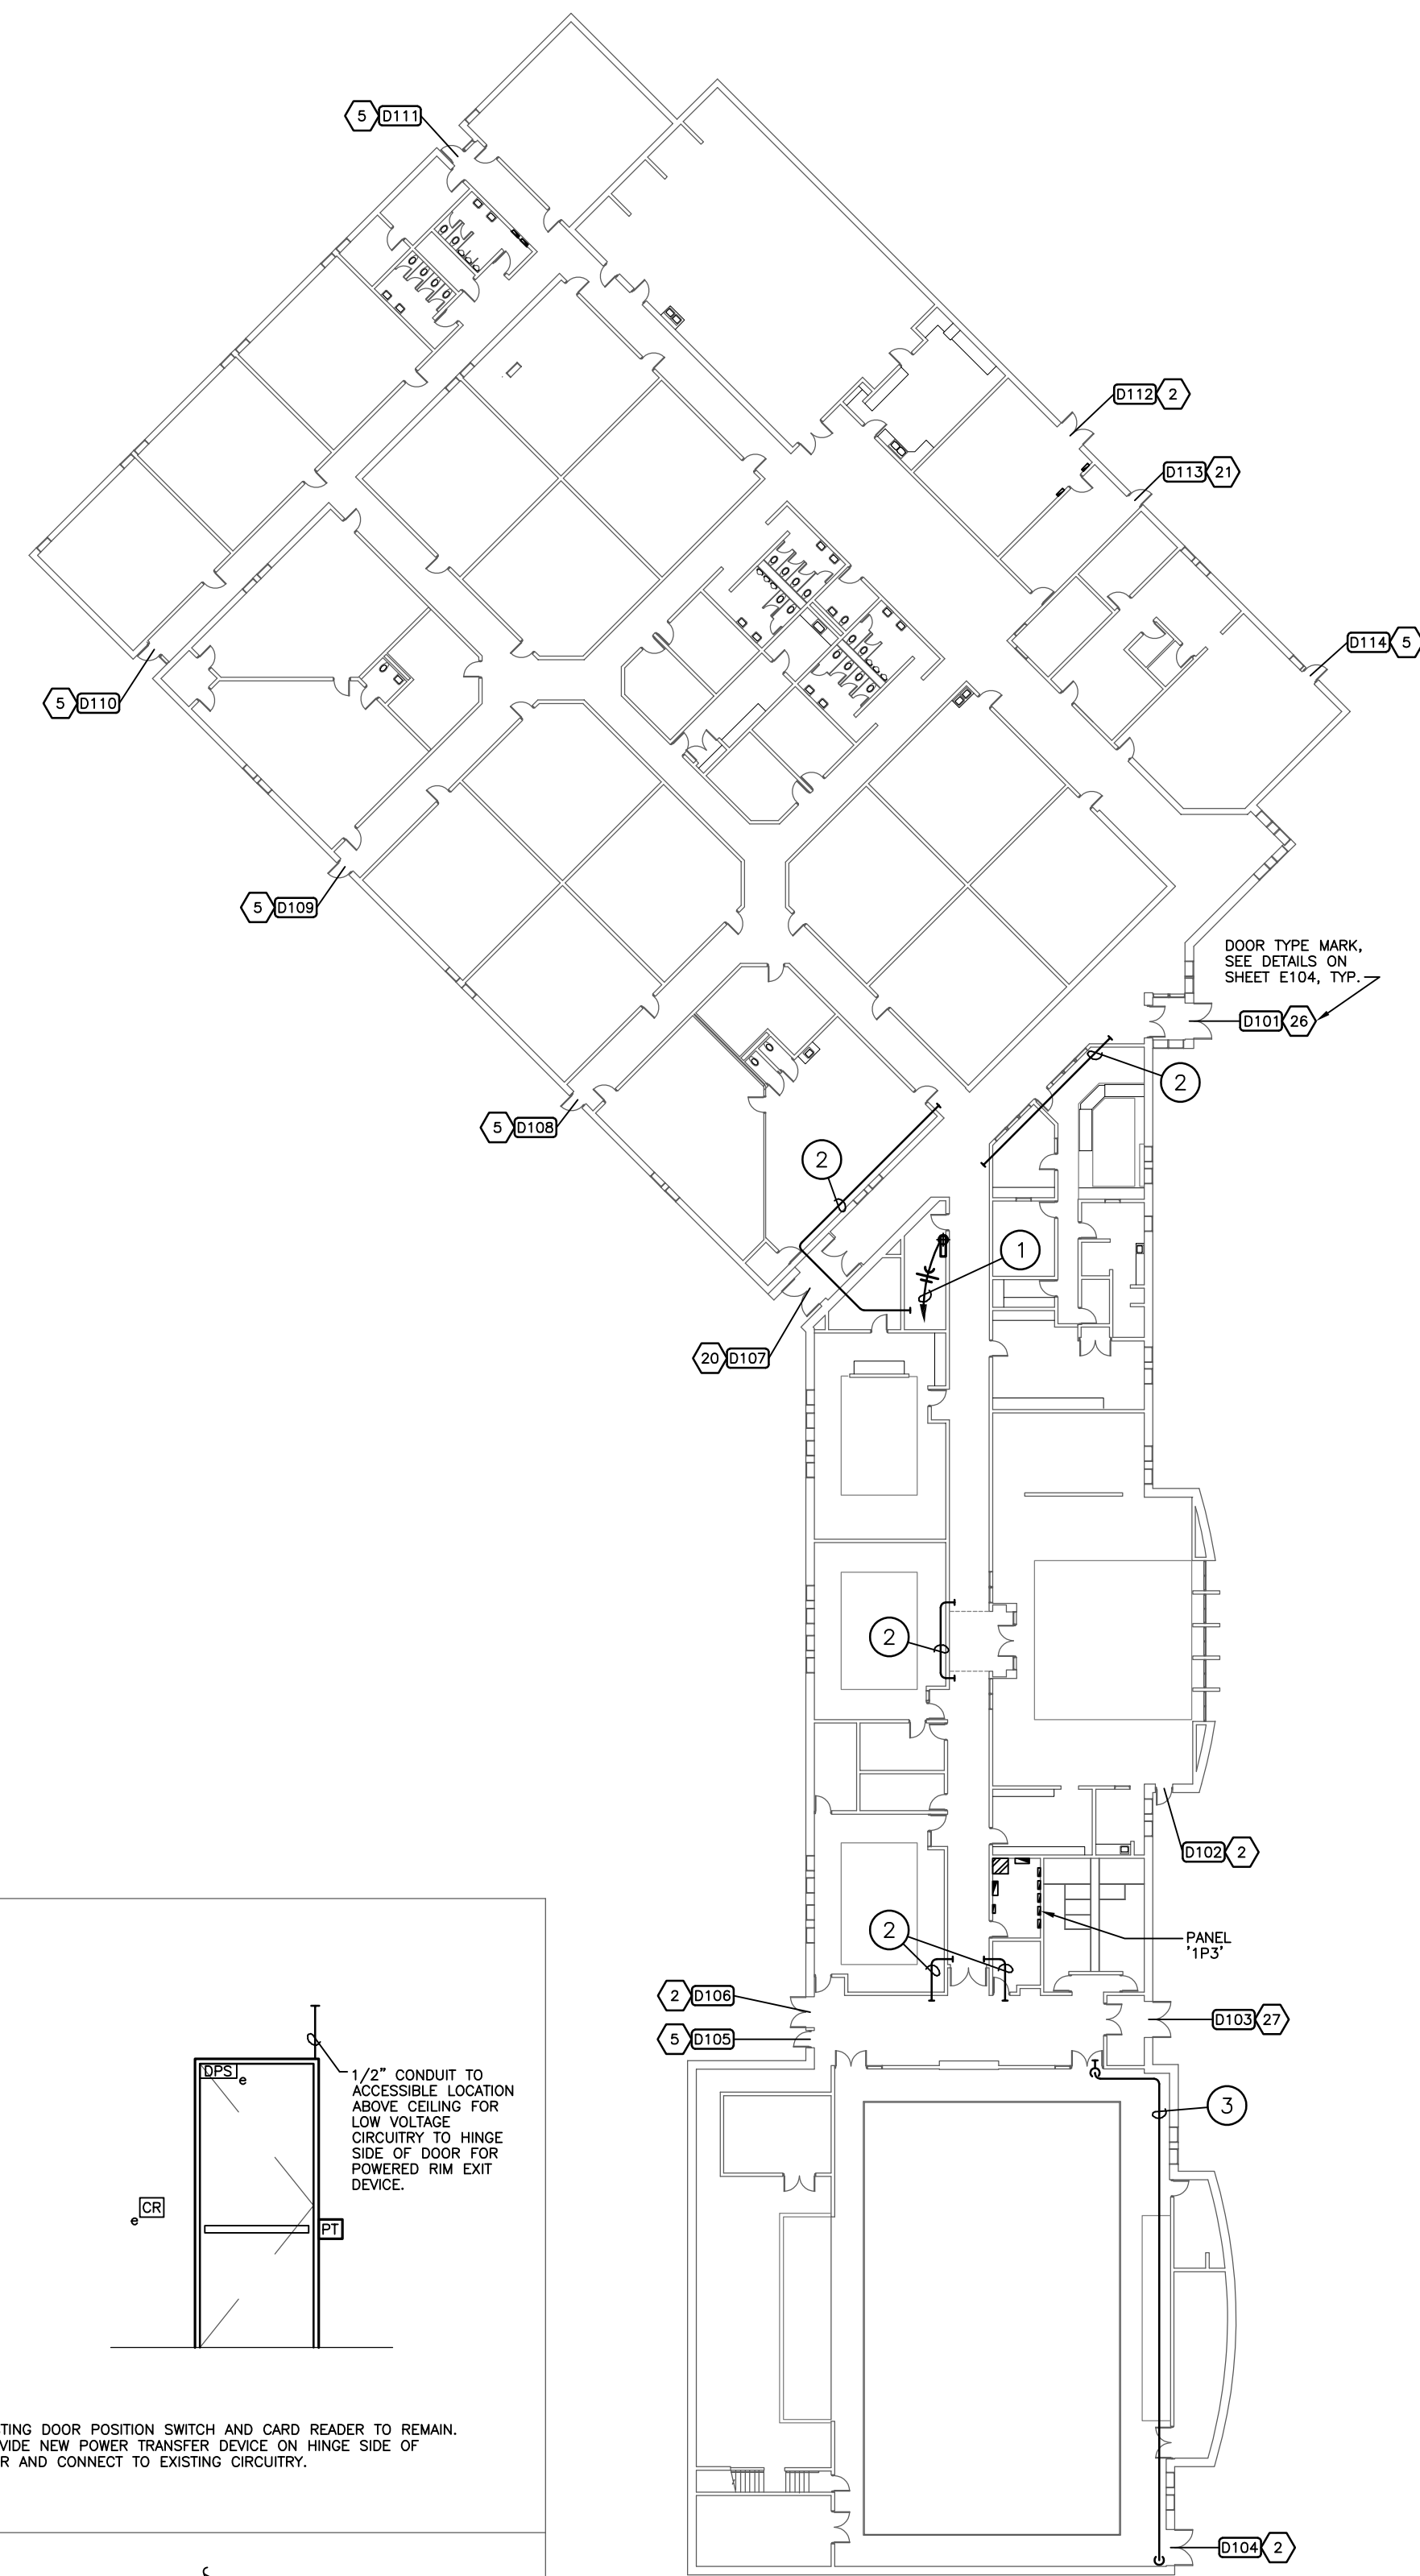 5 D111
D112 2
D113 21
D114 5
5 D110
5 D109
DOOR TYPE MARK,
SEE DETAILS ON
SHEET E104, TYP.
D101 26
2
5 D108
2
1
20 D107
2
D102 2
2
PANEL
'1P3'
2 D106
D103 27
5 D105
3
DPS e
1/2" CONDUIT TO
ACCESSIBLE LOCATION
ABOVE CEILING FOR
LOW VOLTAGE
CIRCUITRY TO HINGE
SIDE OF DOOR FOR
POWERED RIM EXIT
DEVICE.
e CR
PT
TING DOOR POSITION SWITCH AND CARD READER TO REMAIN.
VIDE NEW POWER TRANSFER DEVICE ON HINGE SIDE OF
R AND CONNECT TO EXISTING CIRCUITRY.
D104 2